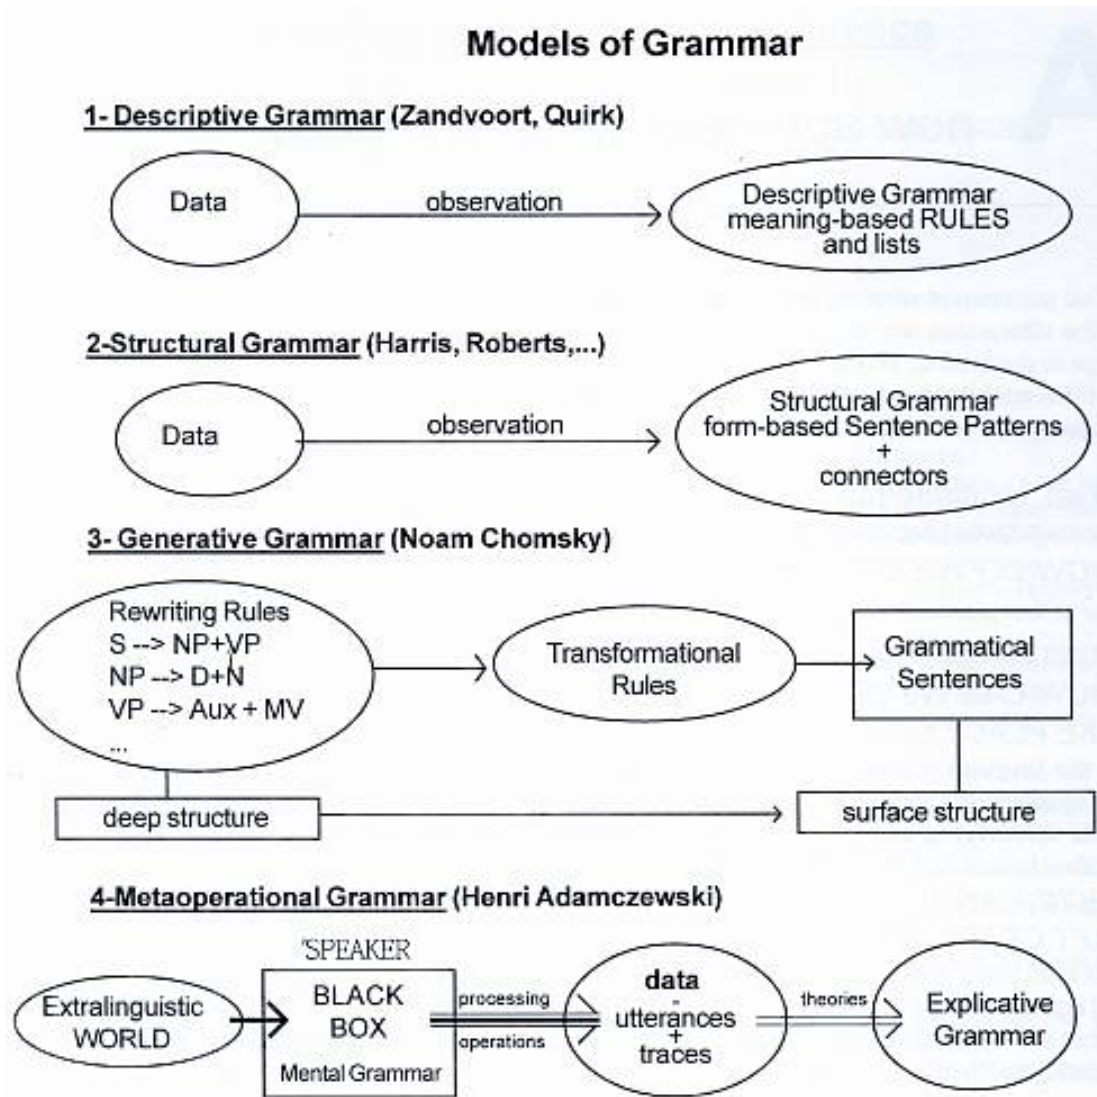 Models of Grammar
1- Descriptive Grammar (Zandvoort, Quirk)
Data
observation
Descriptive Grammar
meaning-based RULES
and lists
2-Structural Grammar (Harris, Roberts,...)
Data
observation
Structural Grammar
form-based Sentence Patterns
+
connectors
3- Generative Grammar (Noam Chomsky)
Rewriting Rules
S --> NP+VP
NP --> D+N
VP --> Aux + MV
...
Transformational
Rules
Grammatical
Sentences
deep structure
surface structure
4-Metaoperational Grammar (Henri Adamczewski)
Extralinguistic
WORLD
'SPEAKER
BLACK
BOX
Mental Grammar
processing
operations
data
-
utterances
+
traces
theories
Explicative
Grammar